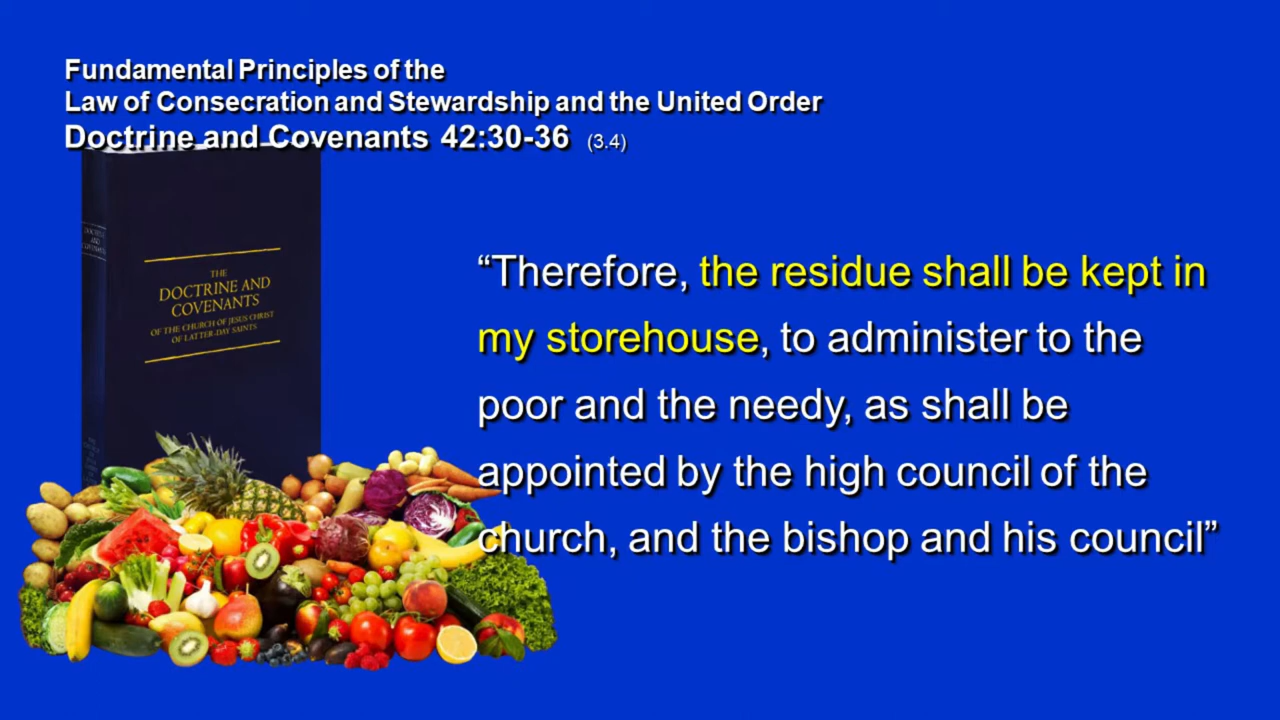 Fundamental Principles of the
Law of Consecration and Stewardship and the United Order
Doctrine and Covenants 42:30-36 (3.4)
THE
DOCTRINE AND
COVENANTS
OF THE CHURCH OF JESUS CHRIST
OF LATTER-DAY SAINTS
DOCTRINE
AND
COVENANTS
“Therefore, the residue shall be kept in
my storehouse, to administer to the
poor and the needy, as shall be
appointed by the high council of the
church, and the bishop and his council”